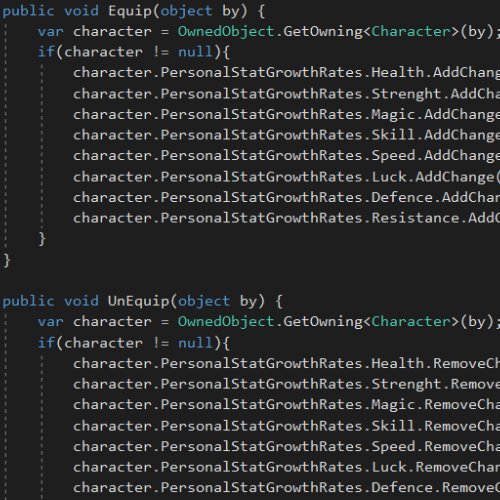 public void Equip(object by) {
var character = OwnedObject.GetOwning<Character>(by);
if(character != null){
character.PersonalStatGrowthRates.Health.AddChang
character.PersonalStatGrowthRates.Strenght.AddCha
character.PersonalStatGrowthRates.Magic.AddChange
character.PersonalStatGrowthRates.Skill.AddChange
character.PersonalStatGrowthRates.Speed.AddChange
character.PersonalStatGrowthRates.Luck.AddChange(
character.PersonalStatGrowthRates.Defence.AddChan
character.PersonalStatGrowthRates.Resistance.AddC
}
}
public void UnEquip(object by) {
var character = OwnedObject.GetOwning<Character>(by);
if(character != null){
character.PersonalStatGrowthRates.Health.RemoveCh
character.PersonalStatGrowthRates.Strenght.Remove
character.PersonalStatGrowthRates.Magic.RemoveCha
character.PersonalStatGrowthRates.Skill.RemoveCha
character.PersonalStatGrowthRates.Speed.RemoveCha
character.PersonalStatGrowthRates.Luck.RemoveChan
character.PersonalStatGrowthRates.Defence.RemoveC